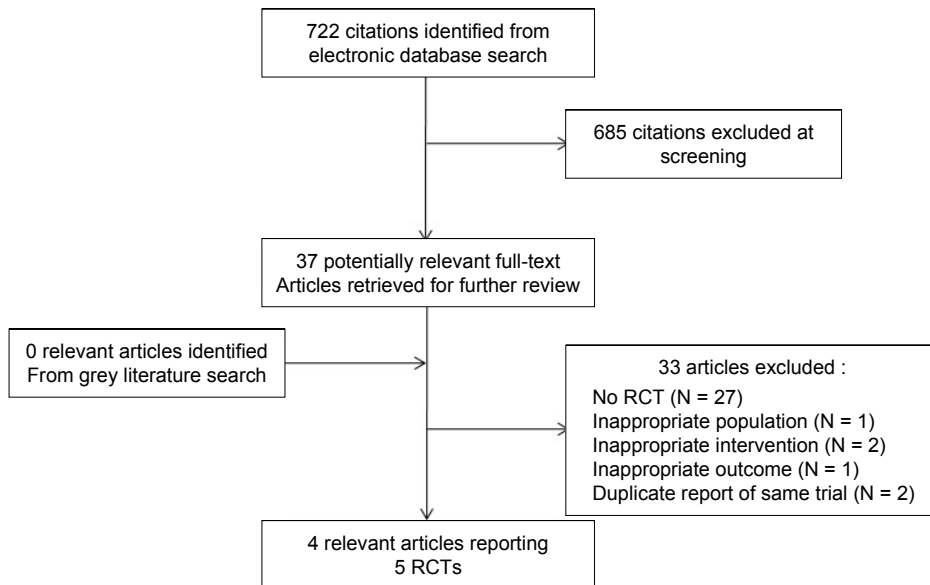 722 citations identified from
electronic database search
685 citations excluded at
screening
37 potentially relevant full-text
Articles retrieved for further review
0 relevant articles identified
From grey literature search
33 articles excluded :
No RCT (N = 27)
Inappropriate population (N = 1)
Inappropriate intervention (N = 2)
Inappropriate outcome (N = 1)
Duplicate report of same trial (N = 2)
4 relevant articles reporting
5 RCTs